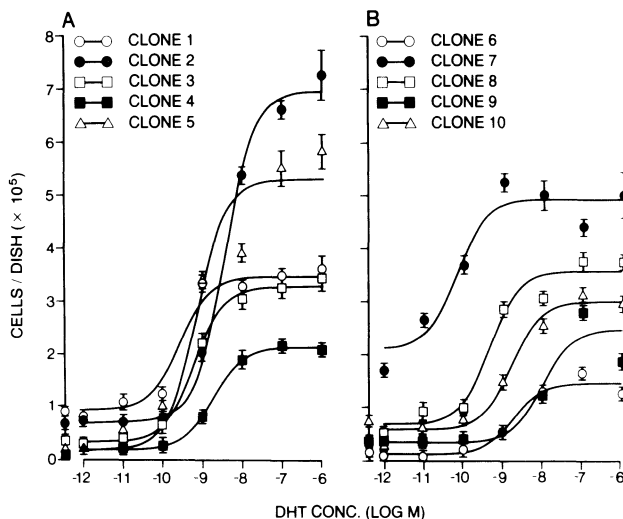 A
B
CLONE 1
CLONE 2
CLONE 3
CLONE 4
CLONE 5
CLONE 6
CLONE 7
CLONE 8
CLONE 9
CLONE 10
CELLS / DISH (× 10⁵)
8
7
6
5
4
3
2
1
0
-12 -11 -10 -9 -8 -7 -6
-12 -11 -10 -9 -8 -7 -6
DHT CONC. (LOG M)